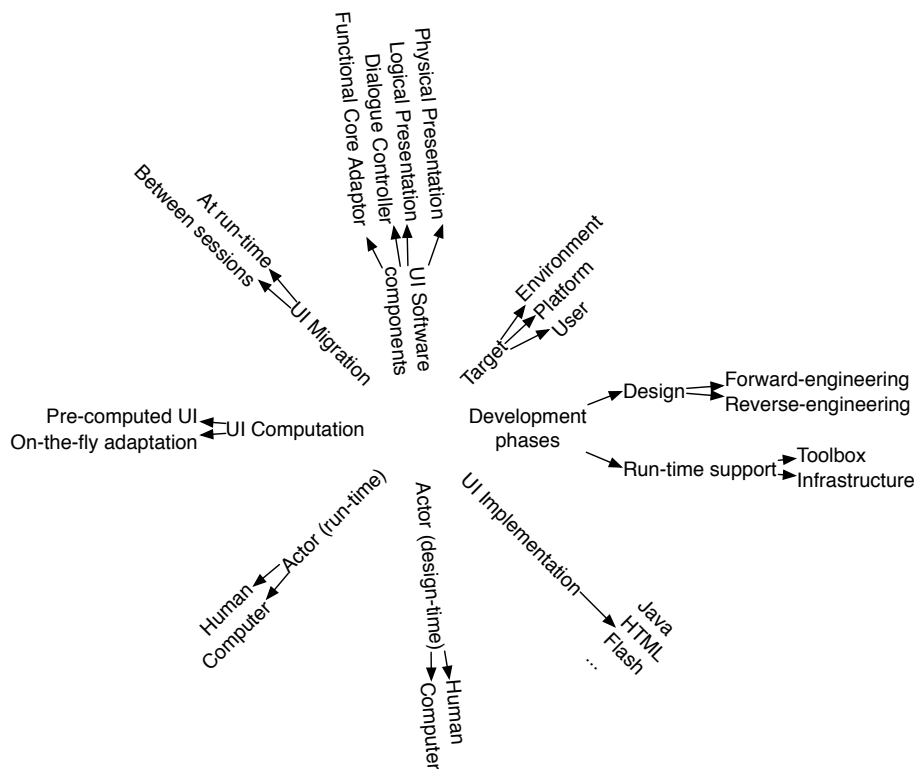 Physical Presentation
Logical Presentation
Dialogue Controller
Functional Core Adaptor
UI Software
components
Environment
Platform
User
Target
Development
phases
Design
Forward-engineering
Reverse-engineering
Run-time support
Toolbox
Infrastructure
UI Implementation
Java
HTML
Flash
...
Actor
(design-time)
Human
Computer
Actor (run-time)
Human
Computer
UI Computation
Pre-computed UI
On-the-fly adaptation
UI Migration
At run-time
Between sessions